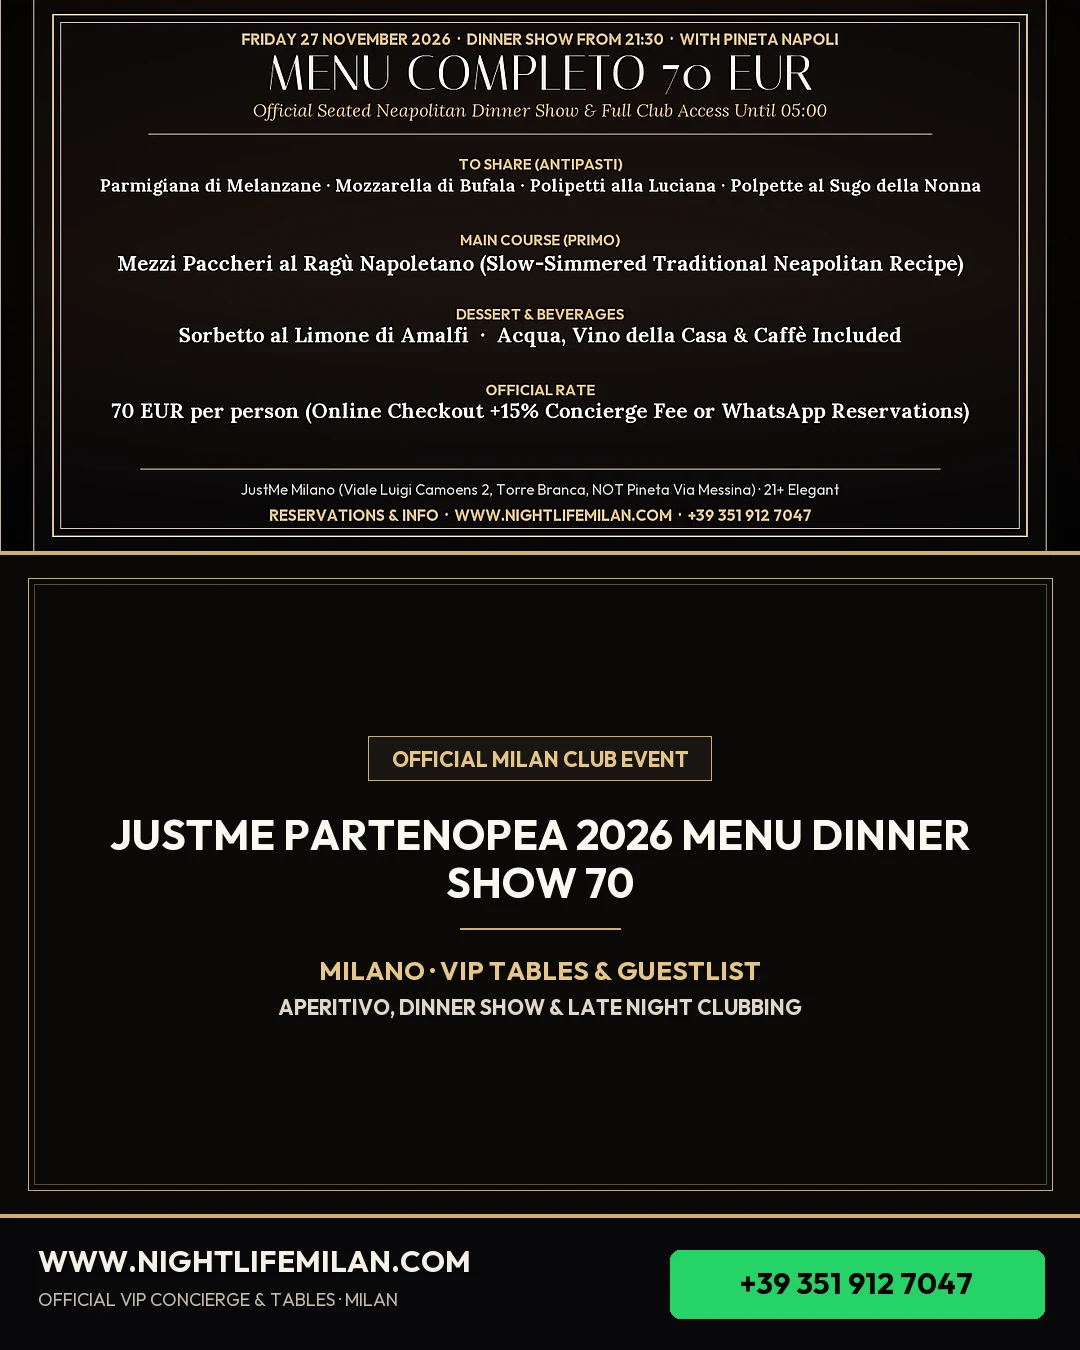 FRIDAY 27 NOVEMBER 2026 · DINNER SHOW FROM 21:30 · WITH PINETA NAPOLI
MENU COMPLETO 70 EUR
Official Seated Neapolitan Dinner Show & Full Club Access Until 05:00
TO SHARE (ANTIPASTI)
Parmigiana di Melanzane · Mozzarella di Bufala · Polipetti alla Luciana · Polpette al Sugo della Nonna
MAIN COURSE (PRIMO)
Mezzi Paccheri al Ragù Napoletano (Slow-Simmered Traditional Neapolitan Recipe)
DESSERT & BEVERAGES
Sorbetto al Limone di Amalfi · Acqua, Vino della Casa & Caffè Included
OFFICIAL RATE
70 EUR per person (Online Checkout +15% Concierge Fee or WhatsApp Reservations)
JustMe Milano (Viale Luigi Camoens 2, Torre Branca, NOT Pineta Via Messina) · 21+ Elegant
RESERVATIONS & INFO · WWW.NIGHTLIFEMILAN.COM · +39 351 912 7047
OFFICIAL MILAN CLUB EVENT
JUSTME PARTENOPEA 2026 MENU DINNER
SHOW 70
MILANO · VIP TABLES & GUESTLIST
APERITIVO, DINNER SHOW & LATE NIGHT CLUBBING
WWW.NIGHTLIFEMILAN.COM
OFFICIAL VIP CONCIERGE & TABLES · MILAN
+39 351 912 7047